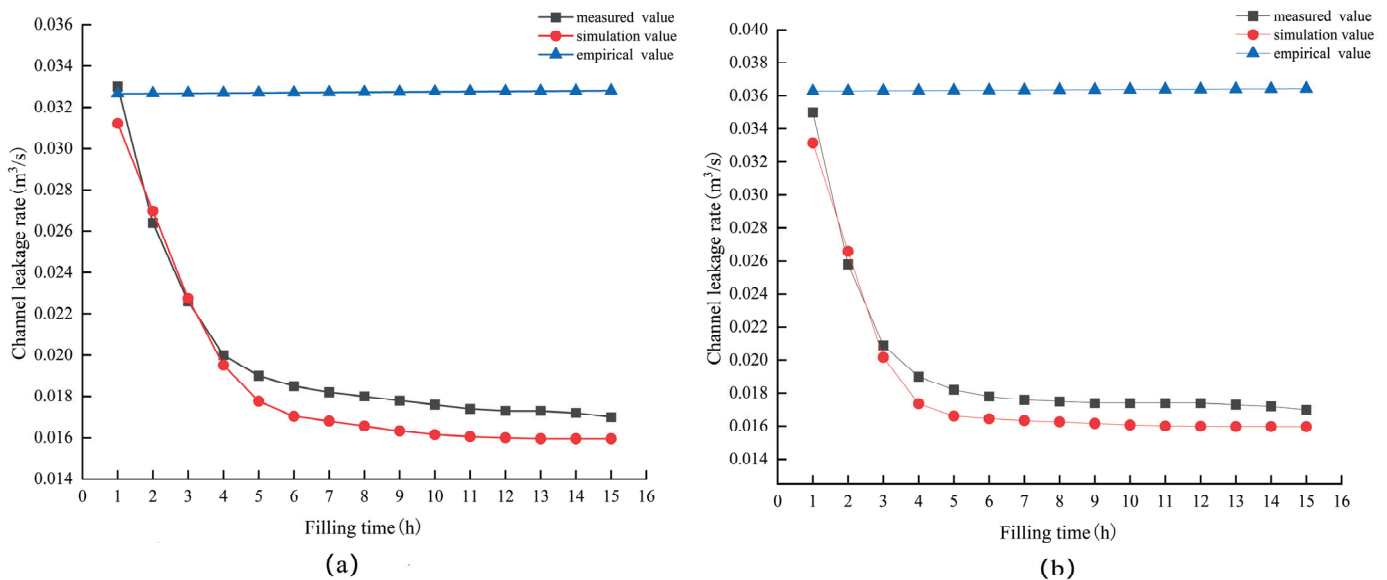 measured value
simulation value
empirical value
0.036
0.034
0.032
0.030
0.028
0.026
0.024
0.022
0.020
0.018
0.016
0.014
Channel leakage rate(m³/s)
0 1 2 3 4 5 6 7 8 9 10 11 12 13 14 15 16
Filling time(h)
(a)
measured value
simulation value
empirical value
0.040
0.038
0.036
0.034
0.032
0.030
0.028
0.026
0.024
0.022
0.020
0.018
0.016
0.014
Channel leakage rate(m³/s)
0 1 2 3 4 5 6 7 8 9 10 11 12 13 14 15 16
Filling time(h)
(b)